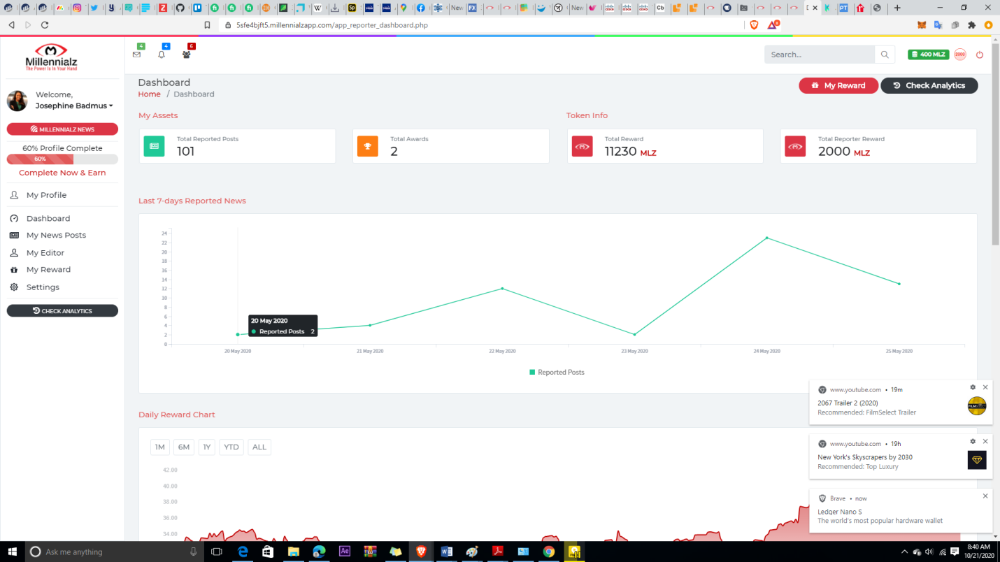 5sfe4bjft5.millennialzapp.com/app_reporter_dashboard.php
Millennialz
The Power is In Your Hand
4
4
6
Search...
400 MLZ
2000
Welcome,
Josephine Badmus
MILLENNIALZ NEWS
60% Profile Complete
60%
Complete Now & Earn
My Profile
Dashboard
My News Posts
My Editor
My Reward
Settings
CHECK ANALYTICS
Dashboard
Home / Dashboard
My Reward
Check Analytics
My Assets
Token Info
Total Reported Posts
101
Total Awards
2
Total Reward
11230 MLZ
Total Reporter Reward
2000 MLZ
Last 7-days Reported News
24
22
20
18
16
14
12
10
8
6
4
2
0
20 May 2020
Reported Posts 2
20 May 2020
21 May 2020
22 May 2020
23 May 2020
24 May 2020
25 May 2020
Reported Posts
Daily Reward Chart
1M
6M
1Y
YTD
ALL
42.00
40.00
38.00
36.00
34.00
www.youtube.com • 19m
2067 Trailer 2 (2020)
Recommended: FilmSelect Trailer
www.youtube.com • 19h
New York's Skyscrapers by 2030
Recommended: Top Luxury
Brave • now
Ledger Nano S
The world's most popular hardware wallet
Ask me anything
8:40 AM
10/21/2020